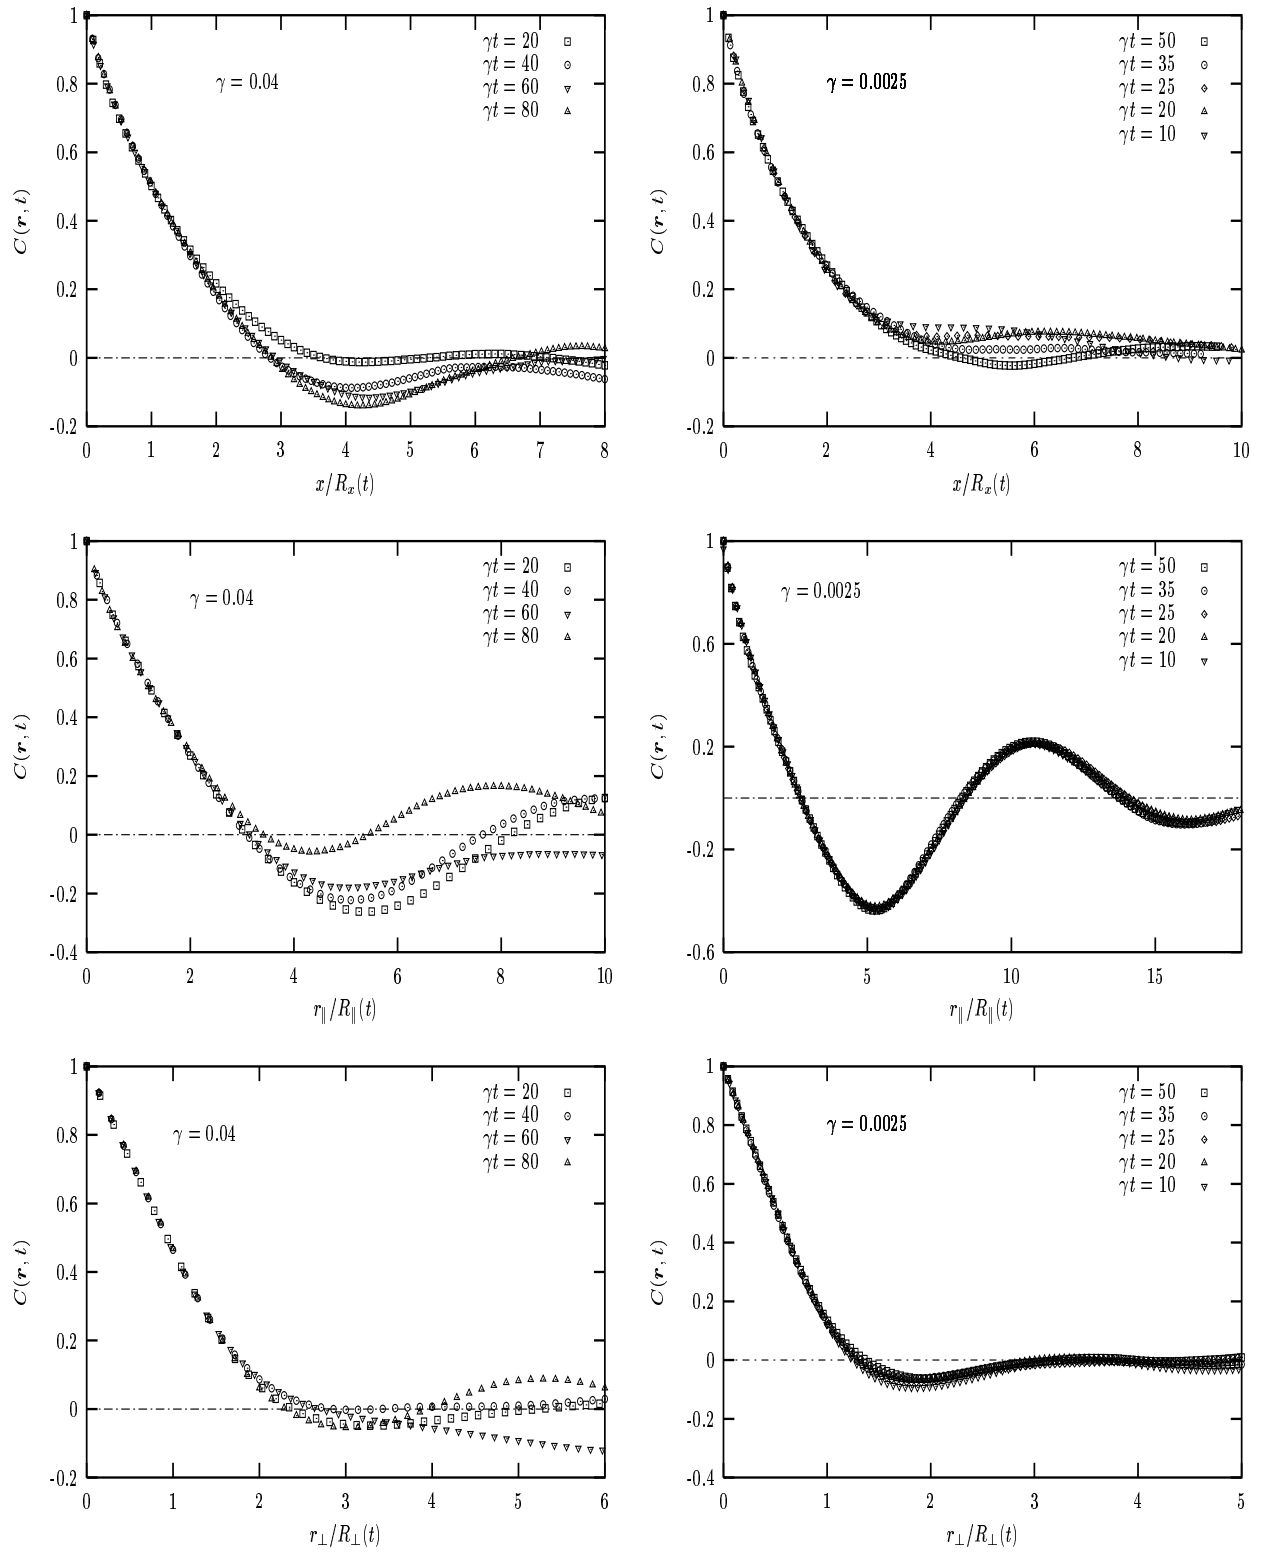 1
0.8
0.6
0.4
0.2
0
-0.2
0 1 2 3 4 5 6 7 8
C(r, t)
x/Rₓ(t)
γ = 0.04
γt = 20
γt = 40
γt = 60
γt = 80
1
0.8
0.6
0.4
0.2
0
-0.2
0 2 4 6 8 10
C(r, t)
x/Rₓ(t)
γ = 0.0025
γt = 50
γt = 35
γt = 25
γt = 20
γt = 10
1
0.8
0.6
0.4
0.2
0
-0.2
-0.4
0 2 4 6 8 10
C(r, t)
r∥/R∥(t)
γ = 0.04
γt = 20
γt = 40
γt = 60
γt = 80
1
0.6
0.2
-0.2
-0.6
0 5 10 15
C(r, t)
r∥/R∥(t)
γ = 0.0025
γt = 50
γt = 35
γt = 25
γt = 20
γt = 10
1
0.8
0.6
0.4
0.2
0
-0.2
0 1 2 3 4 5 6
C(r, t)
r⊥/R⊥(t)
γ = 0.04
γt = 20
γt = 40
γt = 60
γt = 80
1
0.8
0.6
0.4
0.2
0
-0.2
-0.4
0 1 2 3 4 5
C(r, t)
r⊥/R⊥(t)
γ = 0.0025
γt = 50
γt = 35
γt = 25
γt = 20
γt = 10